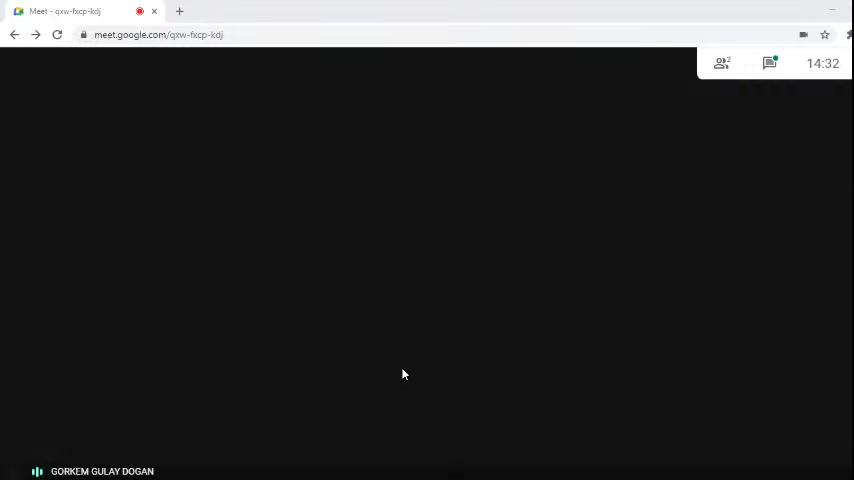 Meet - qxw-fxcp-kdj
meet.google.com/qxw-fxcp-kdj
2
14:32
GORKEM GULAY DOGAN